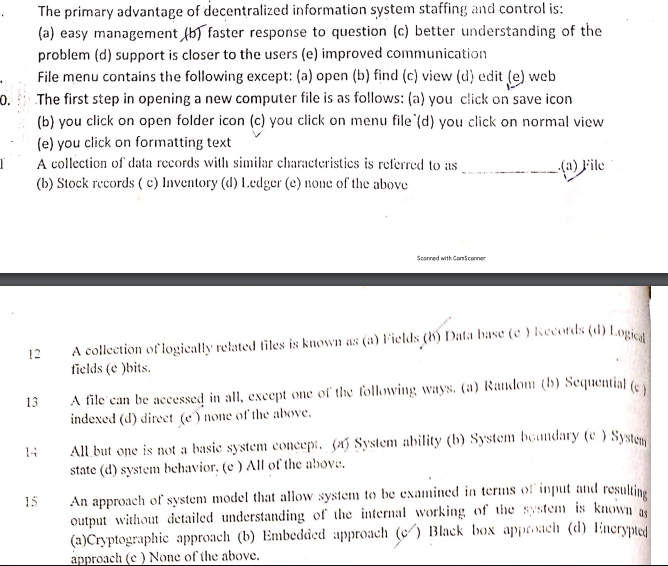 The primary advantage of decentralized information system staffing and control is:
(a) easy management (b) faster response to question (c) better understanding of the
problem (d) support is closer to the users (e) improved communication
File menu contains the following except: (a) open (b) find (c) view (d) edit (e) web
0. The first step in opening a new computer file is as follows: (a) you click on save icon
(b) you click on open folder icon (c) you click on menu file (d) you click on normal view
(e) you click on formatting text
A collection of data records with similar characteristics is referred to as ____________.(a) File
(b) Stock records ( c) Inventory (d) Ledger (e) none of the above
Scanned with CamScanner
12 A collection of logically related files is known as (a) Fields (b) Data base (c ) Records (d) Logical
fields (e )bits.
13 A file can be accessed in all, except one of the following ways. (a) Random (b) Sequential (c )
indexed (d) direct (e ) none of the above.
14 All but one is not a basic system concept. (a) System ability (b) System boundary (c ) System
state (d) system behavior, (e ) All of the above.
15 An approach of system model that allow system to be examined in terms of input and resulting
output without detailed understanding of the internal working of the system is known as
(a)Cryptographic approach (b) Embedded approach (c ) Black box approach (d) Encrypted
approach (e ) None of the above.